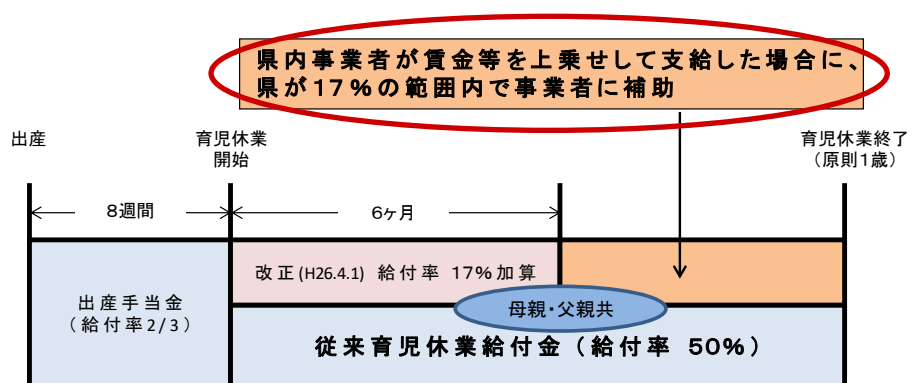 県内事業者が賃金等を上乗せして支給した場合に、
県が17％の範囲内で事業者に補助
出産
育児休業
開始
育児休業終了
（原則1歳）
8週間
6ヶ月
改正(H26.4.1) 給付率 17％加算
出産手当金
（給付率2/3）
母親・父親共
従来育児休業給付金（給付率 50％）